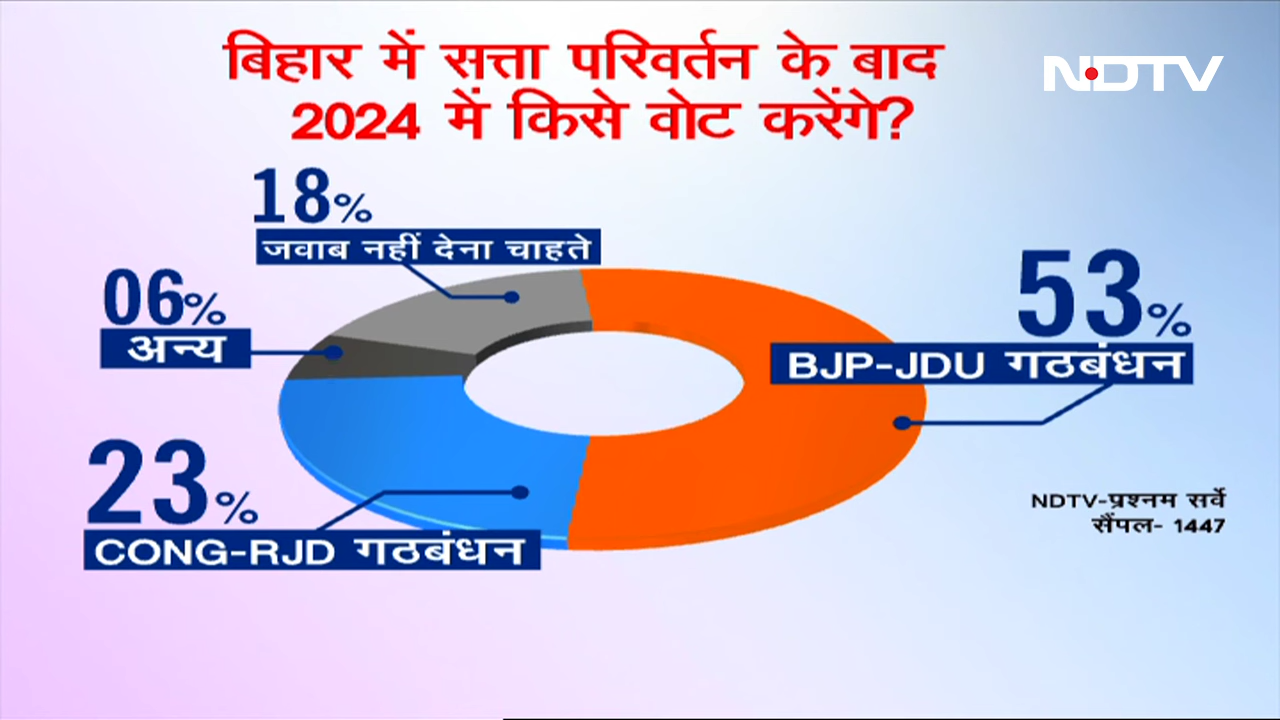 बिहार में सत्ता परिवर्तन के बाद
2024 में किसे वोट करेंगे?
NDTV
18%
जवाब नहीं देना चाहते
06%
अन्य
53%
BJP-JDU गठबंधन
23%
CONG-RJD गठबंधन
NDTV-प्रश्नम सर्वे
सैंपल- 1447